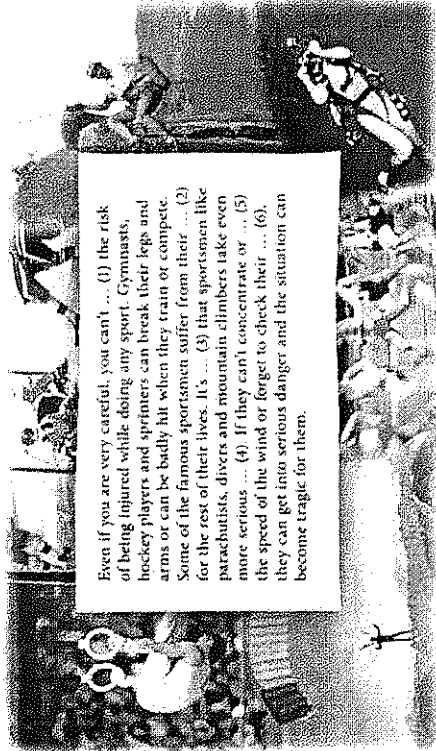 Even if you are very careful, you can't ... (1) the risk
of being injured while doing any sport. Gymnasts,
hockey players and sprinters can break their legs and
arms or can be badly hit when they train or compete.
Some of the famous sportsmen suffer from their ... (2)
for the rest of their lives. It's ... (3) that sportsmen like
parachutists, divers and mountain climbers take even
more serious ... (4). If they can't concentrate or ... (5)
the speed of the wind or forget to check their ... (6),
they can get into serious danger and the situation can
become tragic for them.